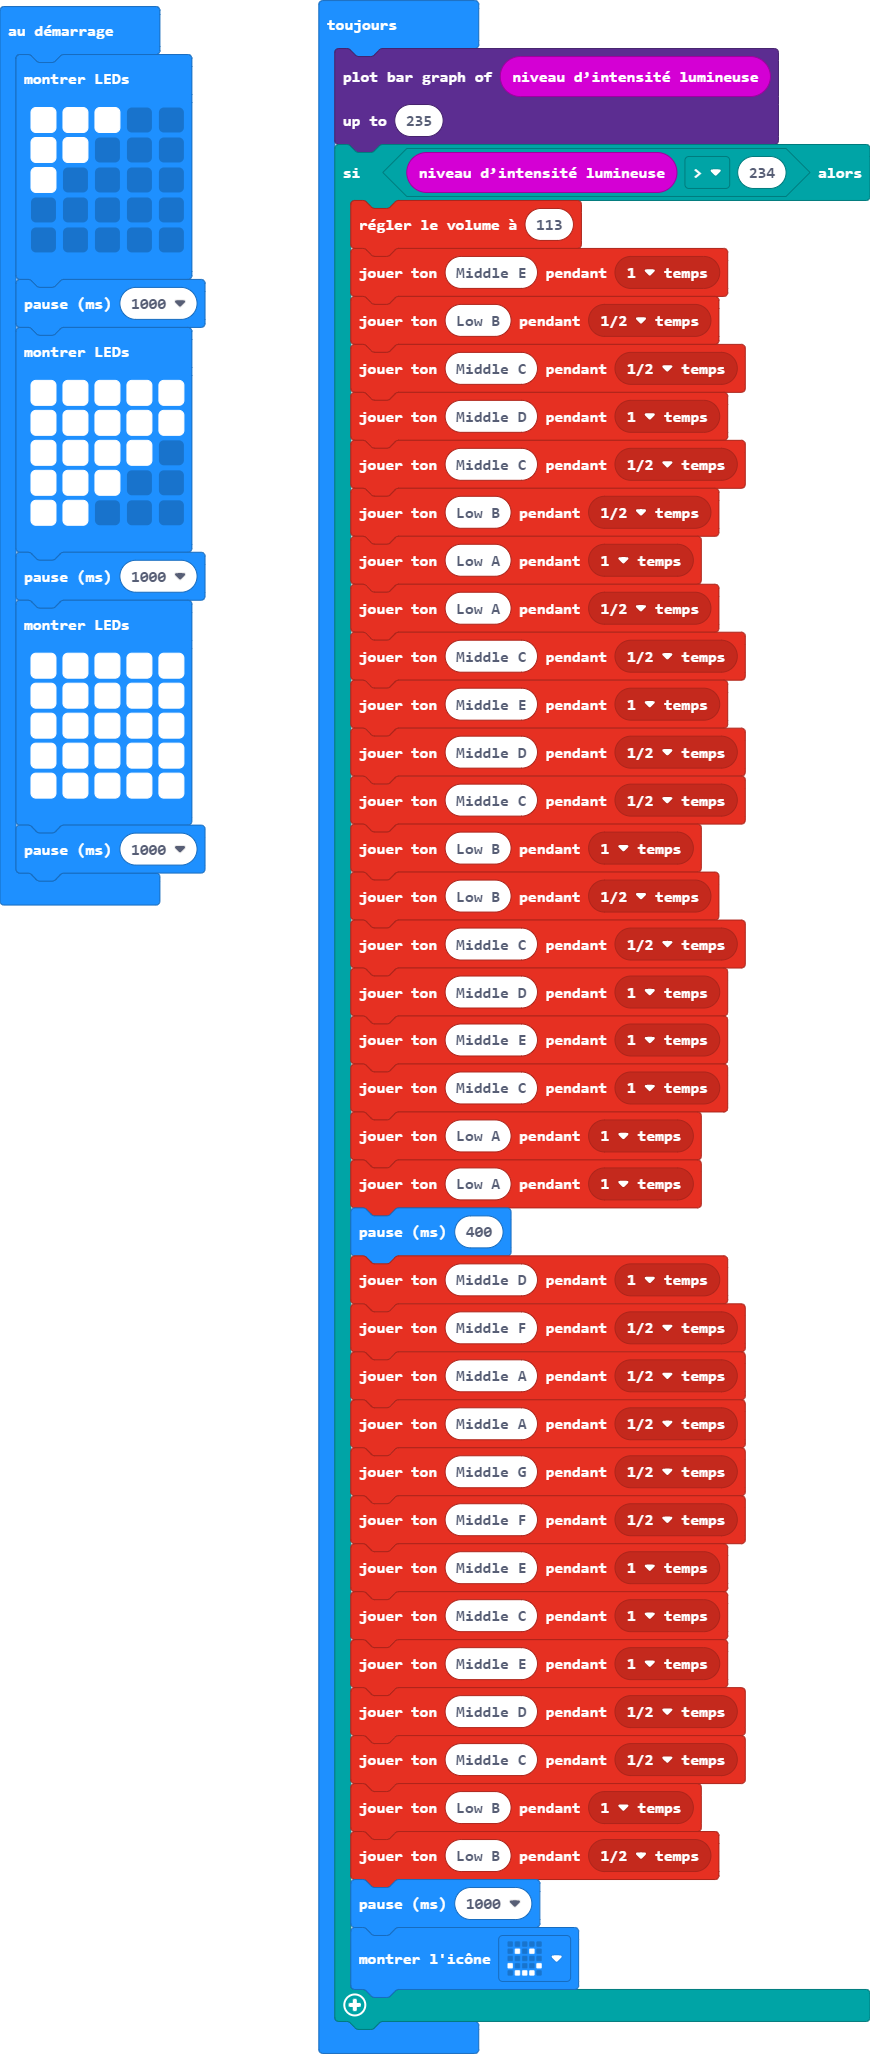 au démarrage
montrer LEDs
pause (ms) 1000
montrer LEDs
pause (ms) 1000
montrer LEDs
pause (ms) 1000
toujours
plot bar graph of niveau d’intensité lumineuse
up to 235
si niveau d’intensité lumineuse > 234 alors
régler le volume à 113
jouer ton Middle E pendant 1 temps
jouer ton Low B pendant 1/2 temps
jouer ton Middle C pendant 1/2 temps
jouer ton Middle D pendant 1 temps
jouer ton Middle C pendant 1/2 temps
jouer ton Low B pendant 1/2 temps
jouer ton Low A pendant 1 temps
jouer ton Low A pendant 1/2 temps
jouer ton Middle C pendant 1/2 temps
jouer ton Middle E pendant 1 temps
jouer ton Middle D pendant 1/2 temps
jouer ton Middle C pendant 1/2 temps
jouer ton Low B pendant 1 temps
jouer ton Low B pendant 1/2 temps
jouer ton Middle C pendant 1/2 temps
jouer ton Middle D pendant 1 temps
jouer ton Middle E pendant 1 temps
jouer ton Middle C pendant 1 temps
jouer ton Low A pendant 1 temps
jouer ton Low A pendant 1 temps
pause (ms) 400
jouer ton Middle D pendant 1 temps
jouer ton Middle F pendant 1/2 temps
jouer ton Middle A pendant 1/2 temps
jouer ton Middle A pendant 1/2 temps
jouer ton Middle G pendant 1/2 temps
jouer ton Middle F pendant 1/2 temps
jouer ton Middle E pendant 1 temps
jouer ton Middle C pendant 1 temps
jouer ton Middle E pendant 1 temps
jouer ton Middle D pendant 1/2 temps
jouer ton Middle C pendant 1/2 temps
jouer ton Low B pendant 1 temps
jouer ton Low B pendant 1/2 temps
pause (ms) 1000
montrer l'icône